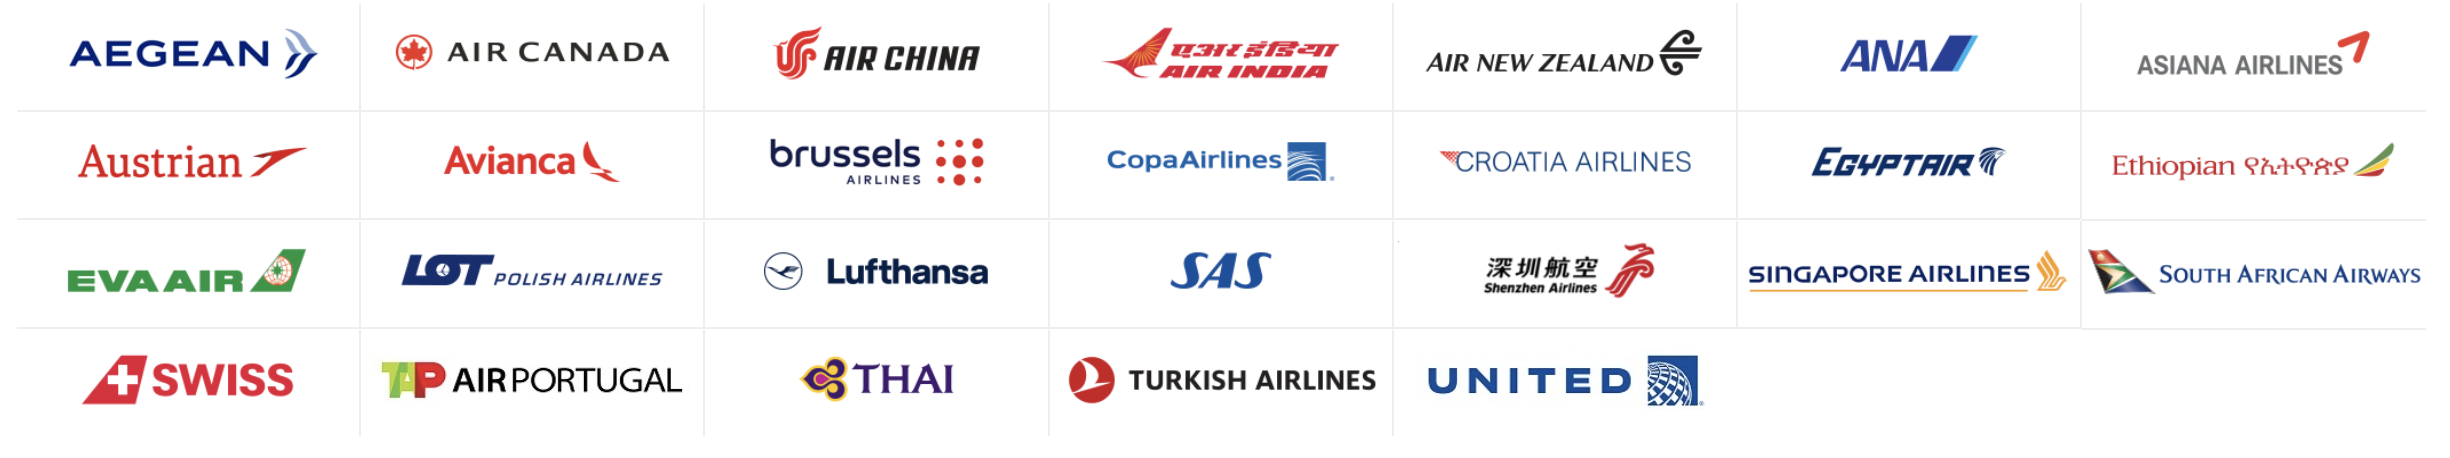 AEGEAN
AIR CANADA
AIR CHINA
एअर इंडिया
AIR INDIA
AIR NEW ZEALAND
ANA
ASIANA AIRLINES
Austrian
Avianca
brussels
AIRLINES
CopaAirlines
CROATIA AIRLINES
EGYPTAIR
Ethiopian የኢትዮጵያ
EVA AIR
LOT POLISH AIRLINES
Lufthansa
SAS
深圳航空
Shenzhen Airlines
SINGAPORE AIRLINES
SOUTH AFRICAN AIRWAYS
SWISS
TAP AIRPORTUGAL
THAI
TURKISH AIRLINES
UNITED